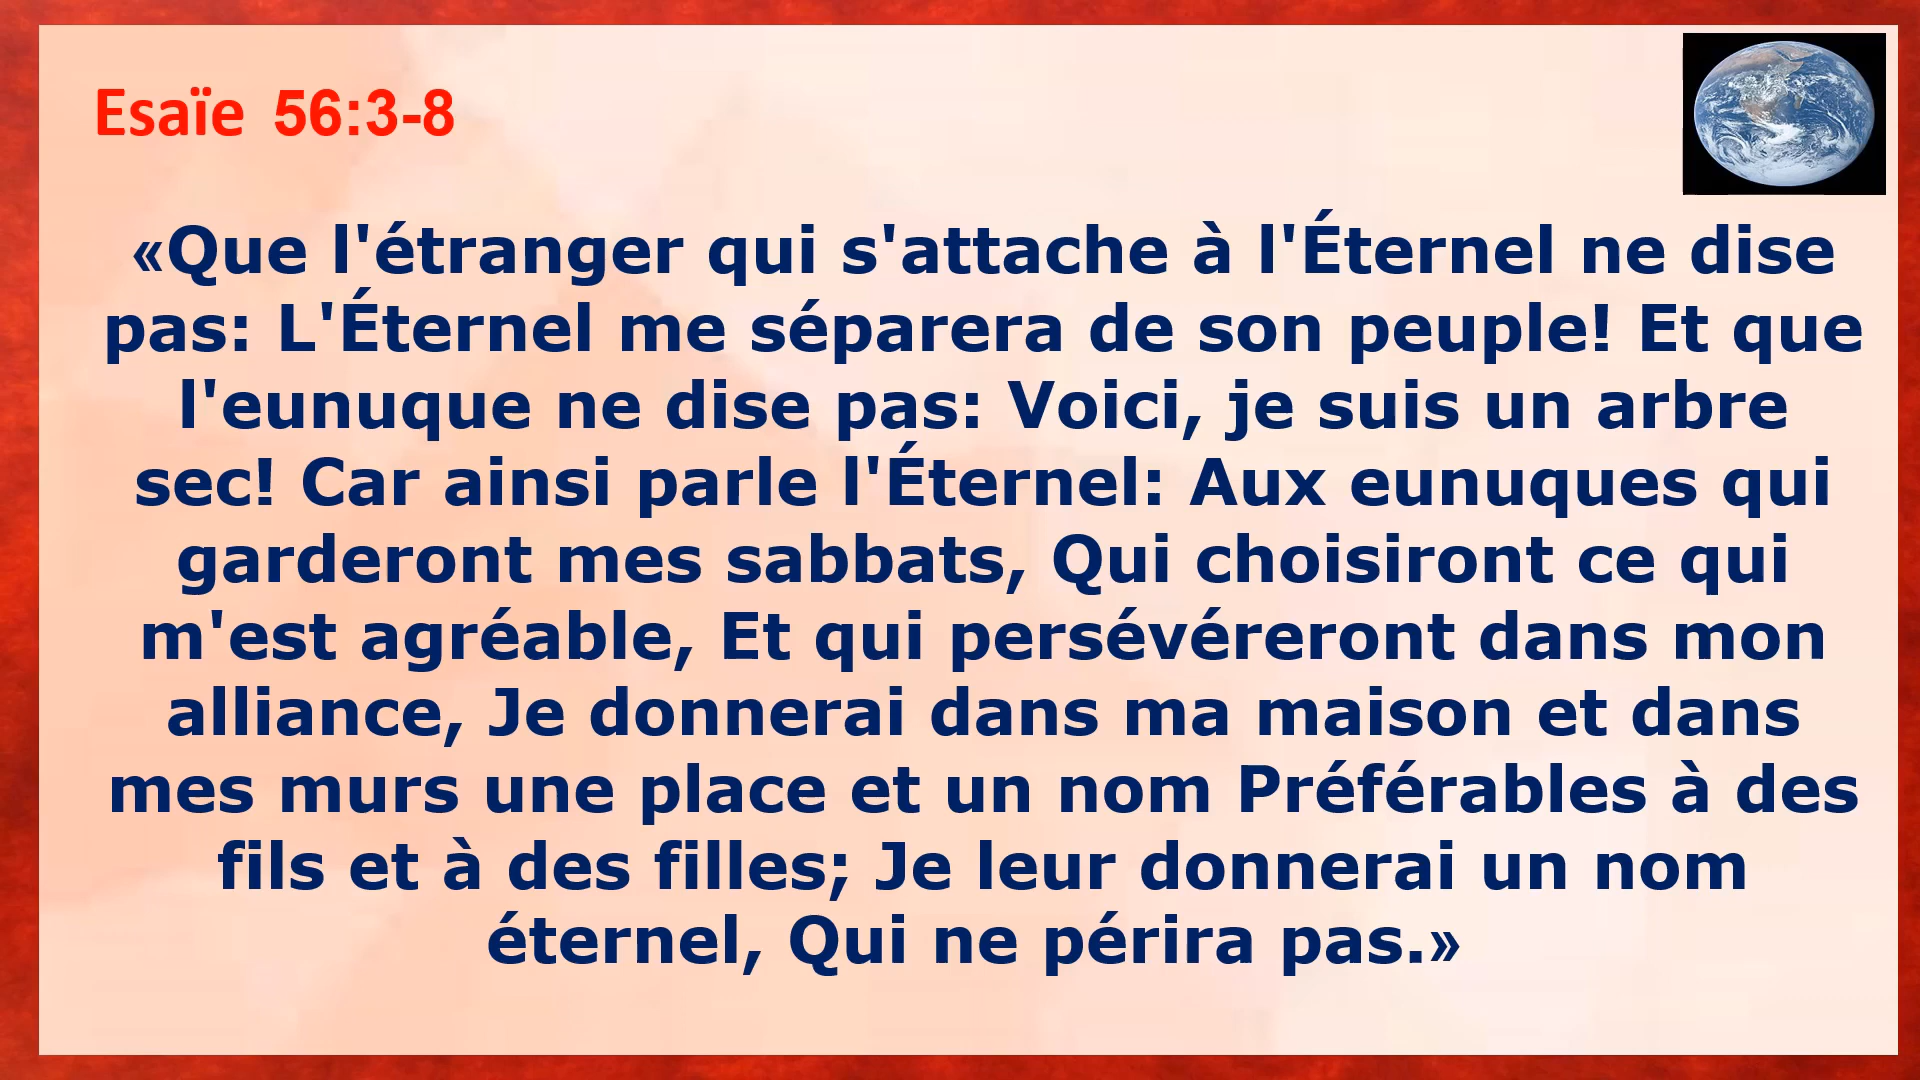 Esaïe 56:3-8
«Que l'étranger qui s'attache à l'Éternel ne dise
pas: L'Éternel me séparera de son peuple! Et que
l'eunuque ne dise pas: Voici, je suis un arbre
sec! Car ainsi parle l'Éternel: Aux eunuques qui
garderont mes sabbats, Qui choisiront ce qui
m'est agréable, Et qui persévéreront dans mon
alliance, Je donnerai dans ma maison et dans
mes murs une place et un nom Préférables à des
fils et à des filles; Je leur donnerai un nom
éternel, Qui ne périra pas.»